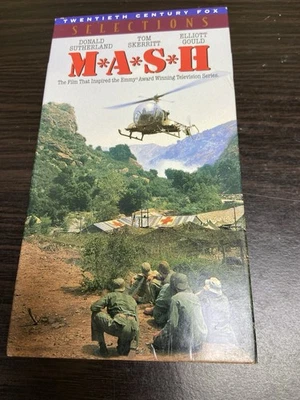 TWENTIETH CENTURY FOX
SELECTIONS
DONALD SUTHERLAND
TOM SKERRITT
ELLIOTT GOULD
M*A*S*H
The Film That Inspired the Emmy® Award Winning Television Series.